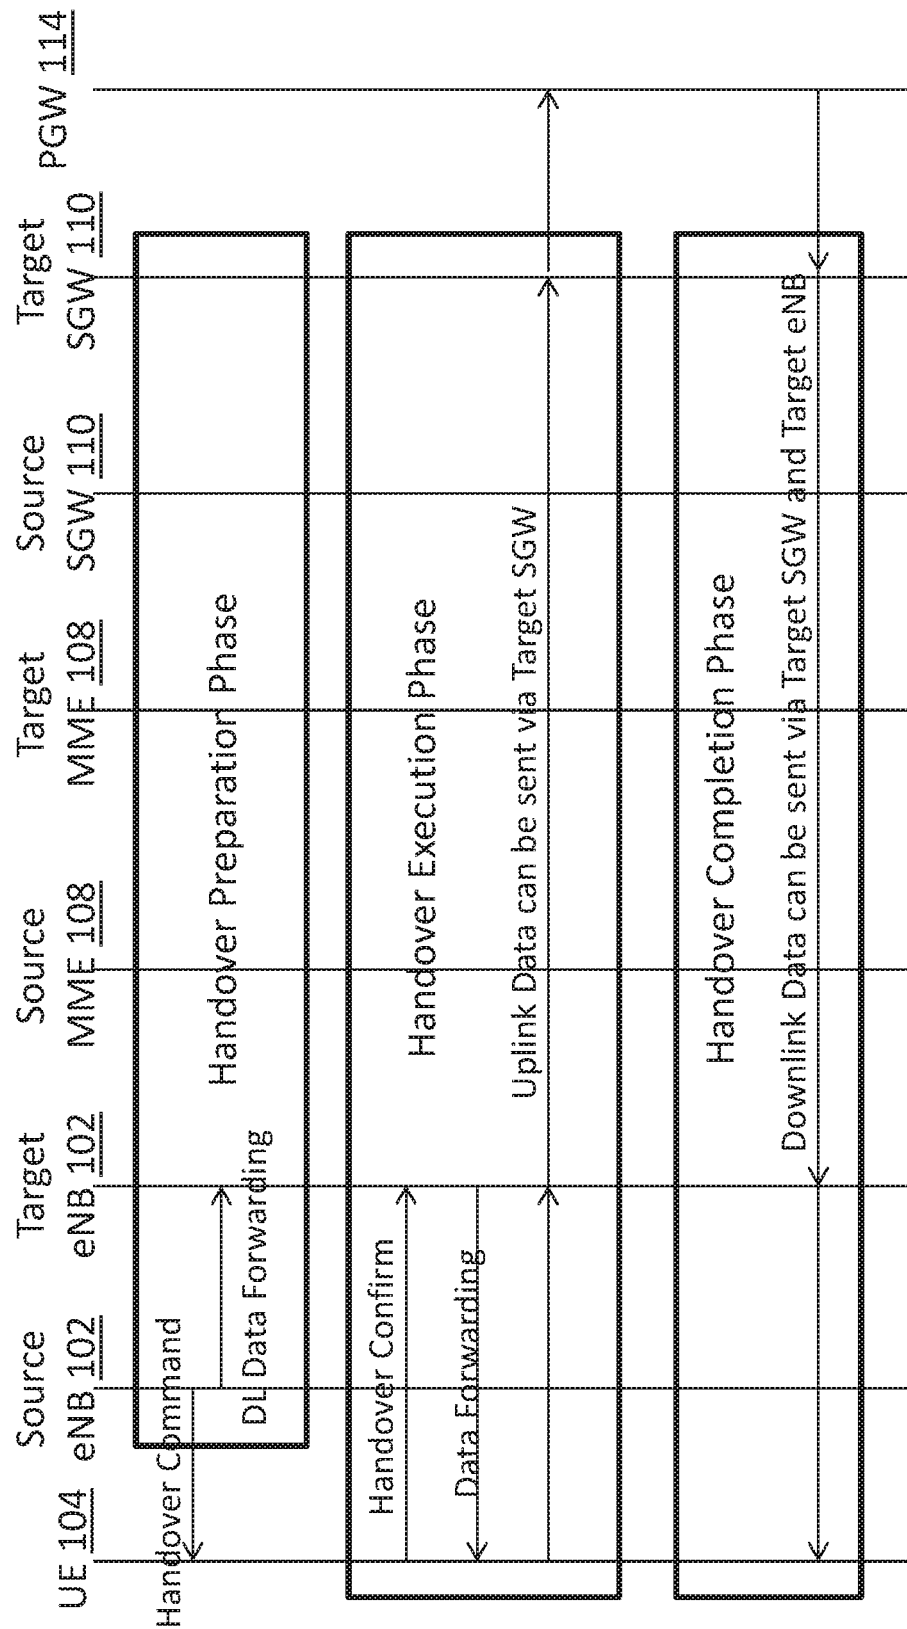 UE 104
Source
eNB 102
Target
eNB 102
Source
MME 108
Target
MME 108
Source
SGW 110
Target
SGW 110
PGW 114
Handover Command
Handover Preparation Phase
DL Data Forwarding
Handover Confirm
Handover Execution Phase
Data Forwarding
Uplink Data can be sent via Target SGW
Handover Completion Phase
Downlink Data can be sent via Target SGW and Target eNB